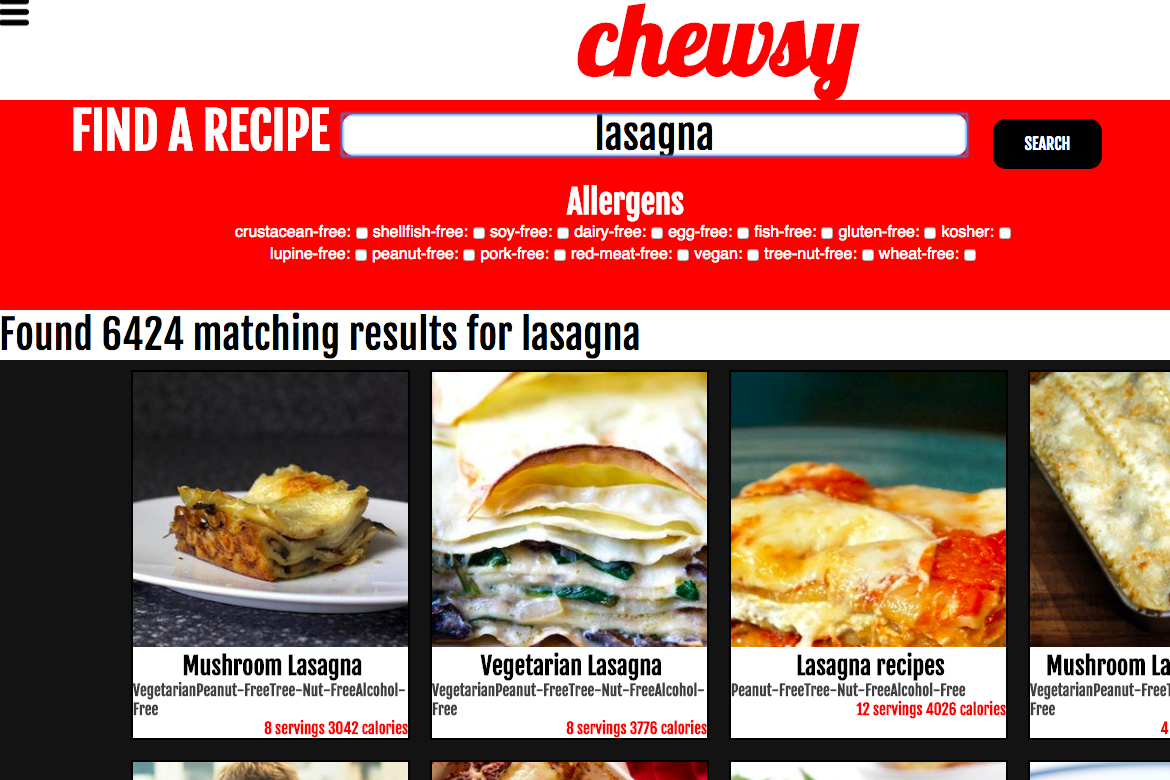 chewsy
FIND A RECIPE lasagna SEARCH
Allergens
crustacean-free: shellfish-free: soy-free: dairy-free: egg-free: fish-free: gluten-free: kosher:
lupine-free: peanut-free: pork-free: red-meat-free: vegan: tree-nut-free: wheat-free:
Found 6424 matching results for lasagna
Mushroom Lasagna
VegetarianPeanut-FreeTree-Nut-FreeAlcohol-
Free
8 servings 3042 calories
Vegetarian Lasagna
VegetarianPeanut-FreeTree-Nut-FreeAlcohol-
Free
8 servings 3776 calories
Lasagna recipes
Peanut-FreeTree-Nut-FreeAlcohol-Free
12 servings 4026 calories
Mushroom La
VegetarianPeanut-FreeT
Free
4